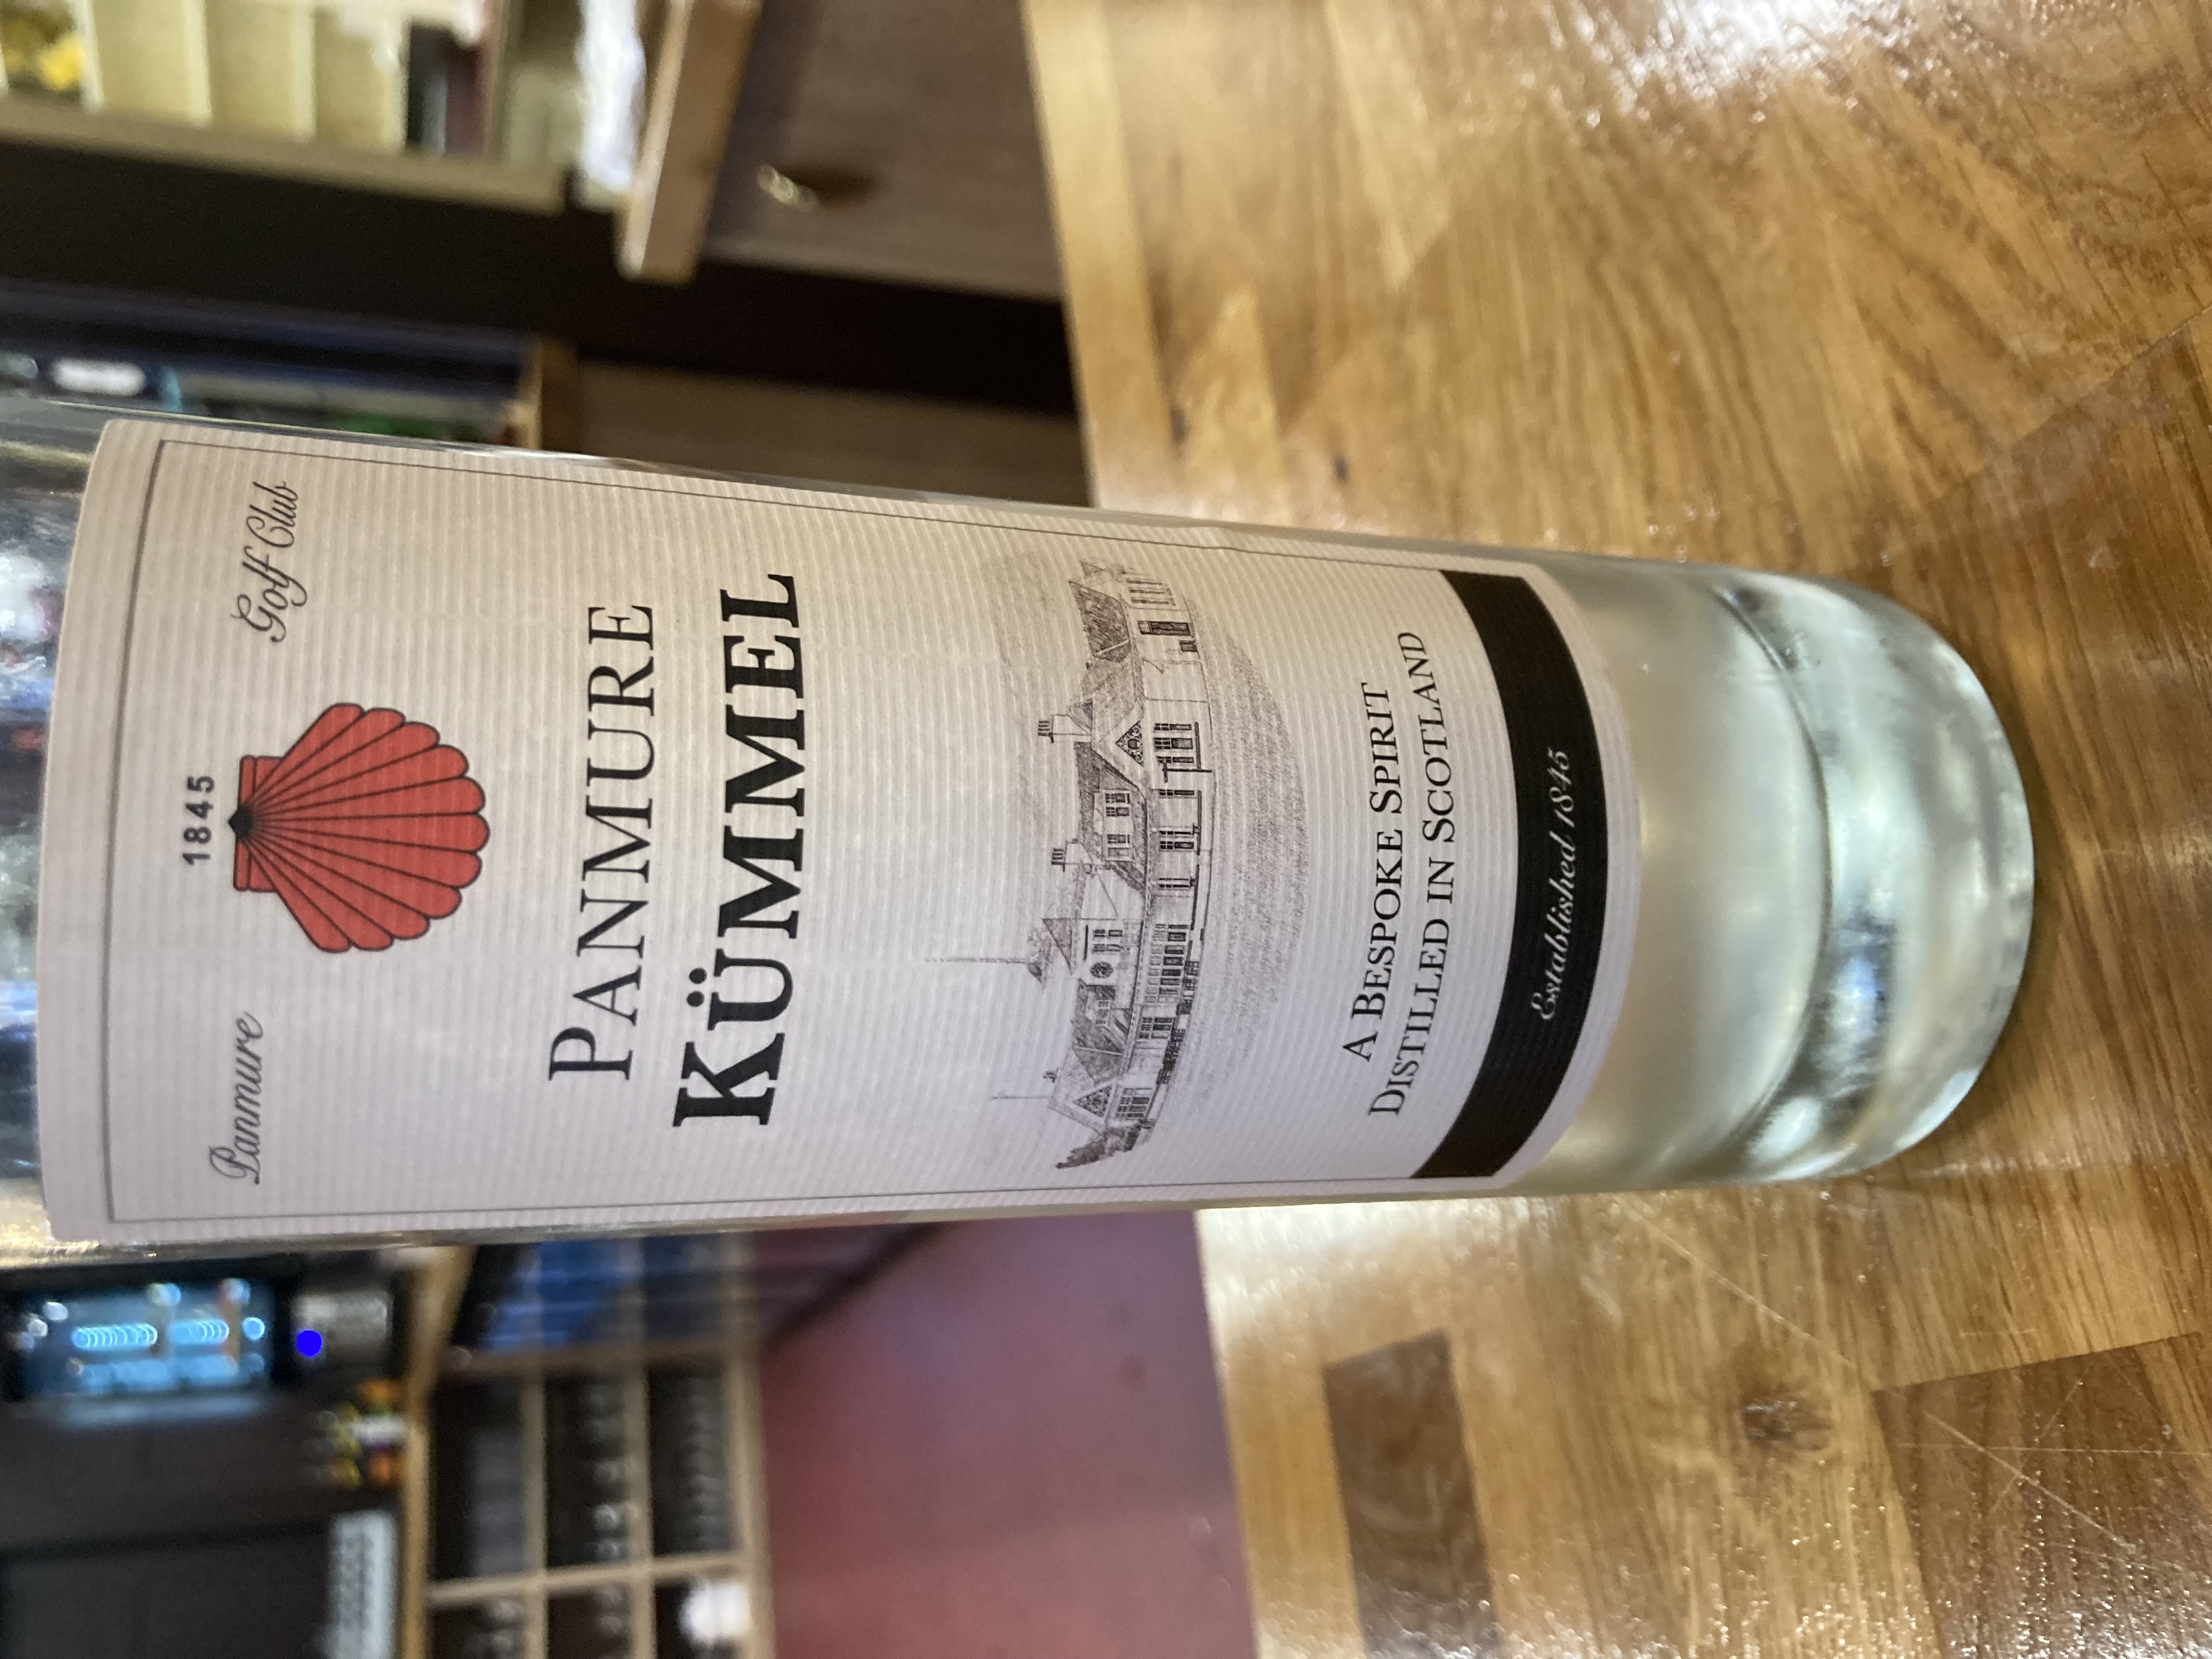 1845
Panmure Golf Club
PANMURE
KÜMMEL
A BESPOKE SPIRIT
DISTILLED IN SCOTLAND
Established 1845